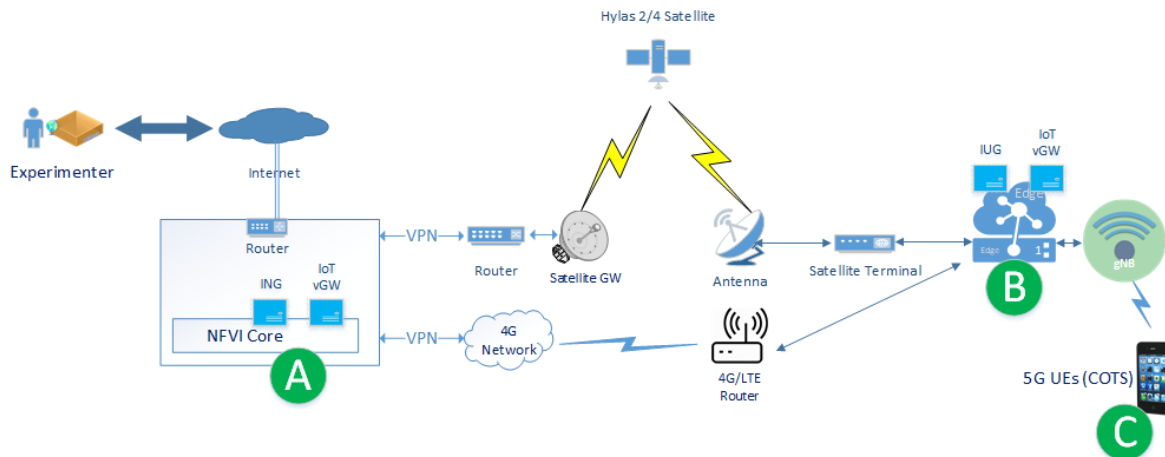 Hylas 2/4 Satellite
Experimenter
Internet
Router
VPN
Router
Satellite GW
Antenna
Satellite Terminal
IUG
IoT
vGW
Edge
Edge
1
gNB
B
ING
IoT
vGW
NFVI Core
A
VPN
4G
Network
4G/LTE
Router
5G UEs (COTS)
C